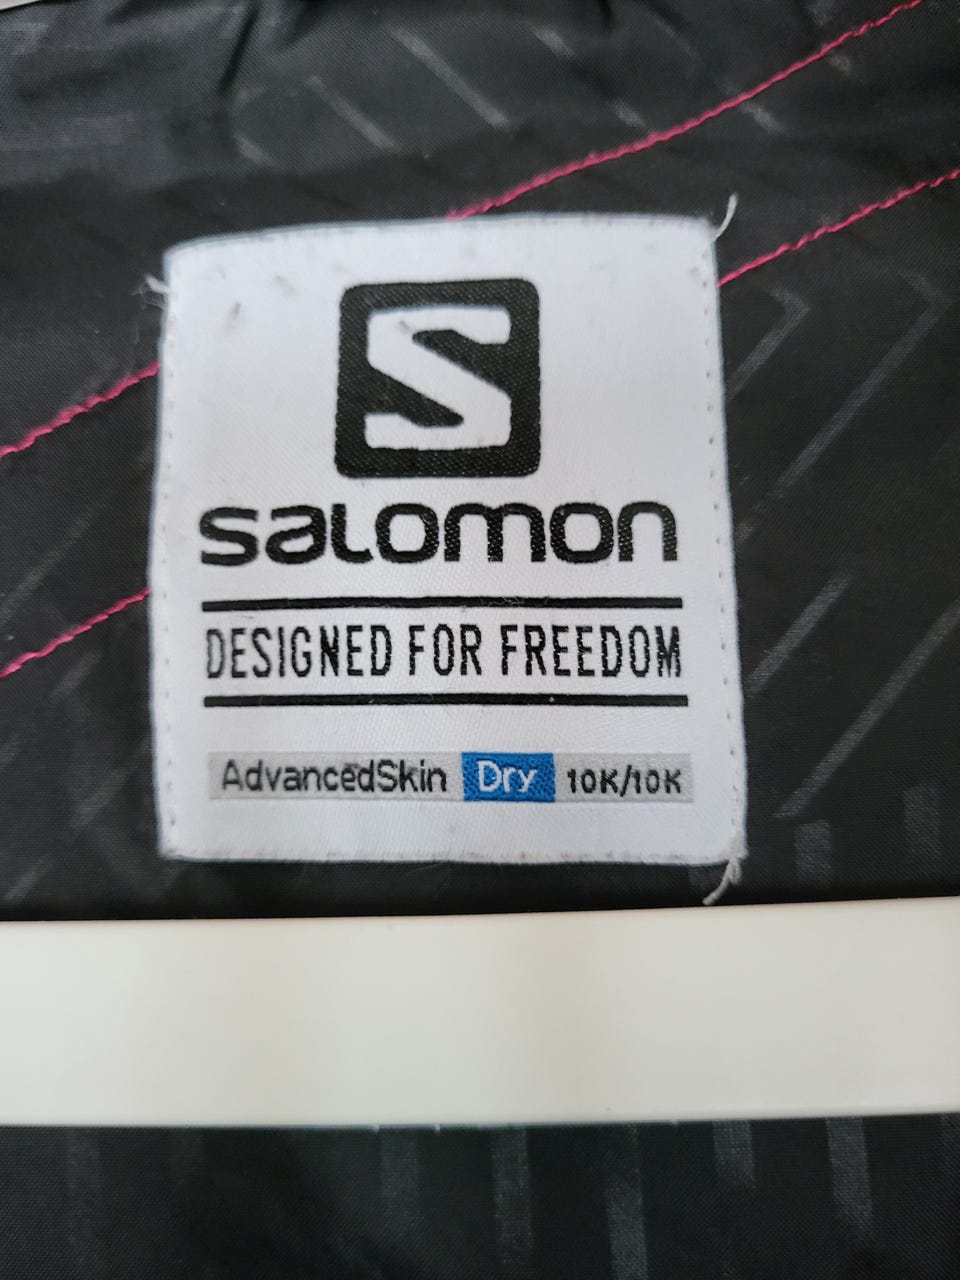 S
salomon
DESIGNED FOR FREEDOM
AdvancedSkin Dry 10K/10K